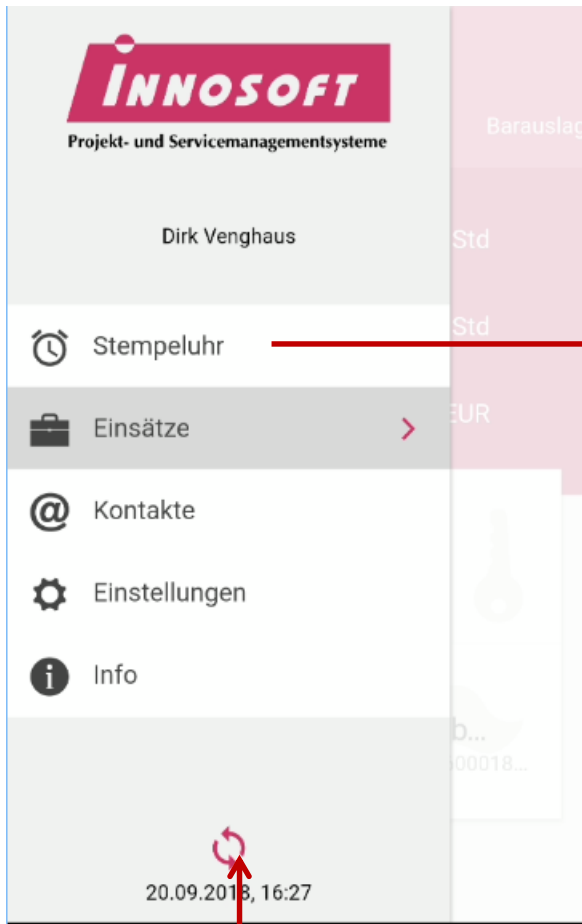 INNOSOFT
Projekt- und Servicemanagementsysteme
Barauslag
Dirk Venghaus
Std
Std
Stempeluhr
EUR
Einsätze
@ Kontakte
Einstellungen
Info
b...
00018...
20.09.2018, 16:27